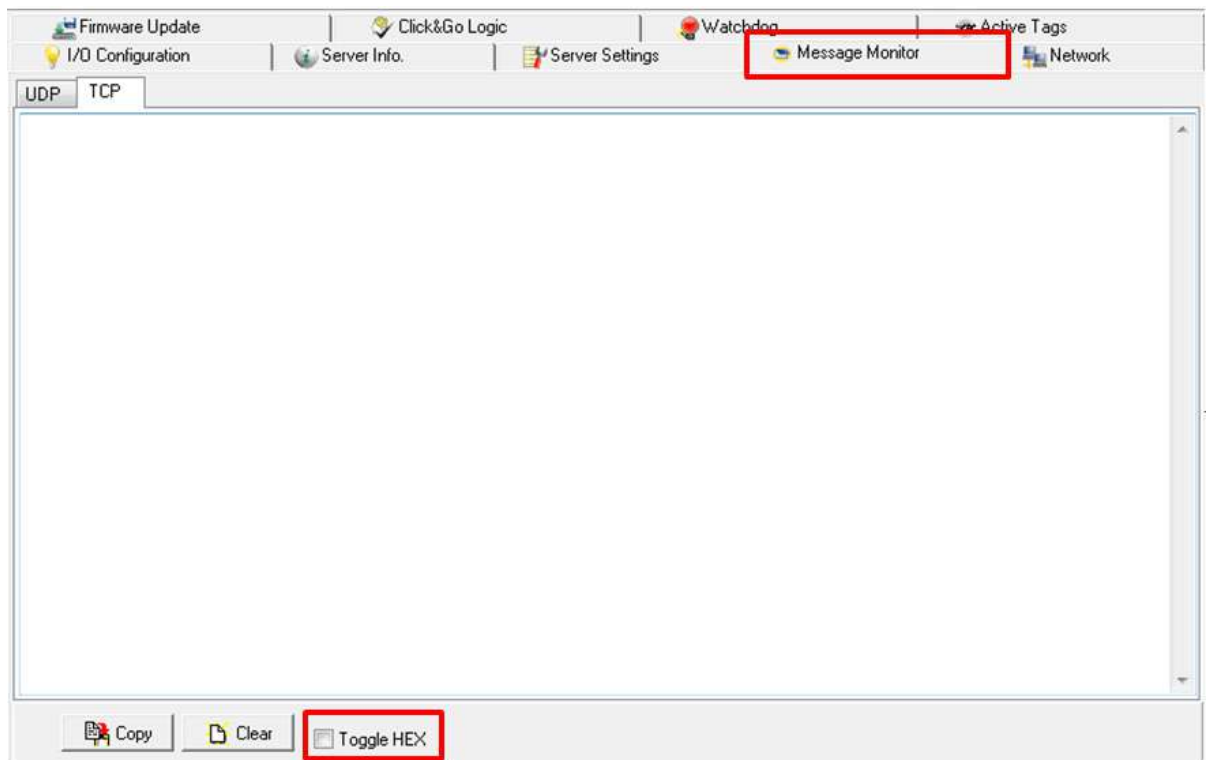 Firmware Update Click&Go Logic Watchdog Active Tags
I/O Configuration Server Info. Server Settings Message Monitor Network
UDP TCP
Copy Clear Toggle HEX